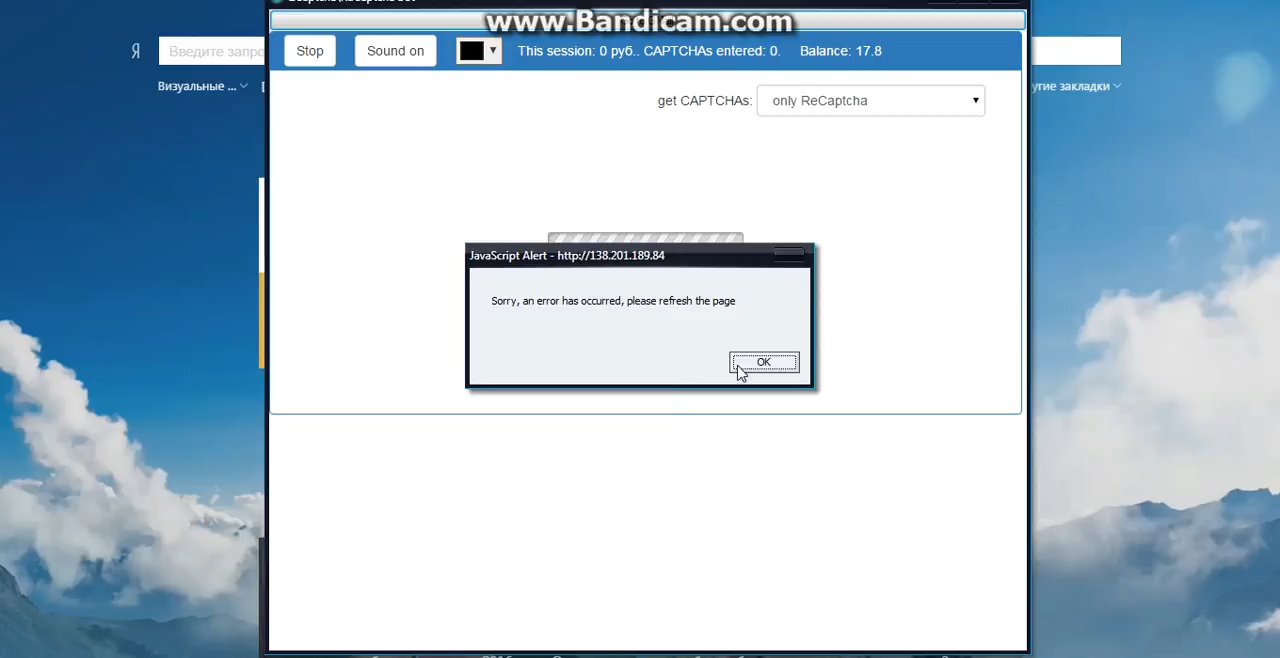 www.Bandicam.com
Я
Введите запро
Stop
Sound on
This session: 0 руб.. CAPTCHAs entered: 0.
Balance: 17.8
Визуальные ...
угие закладки
get CAPTCHAs:
only ReCaptcha
JavaScript Alert - http://138.201.189.84
Sorry, an error has occurred, please refresh the page
OK